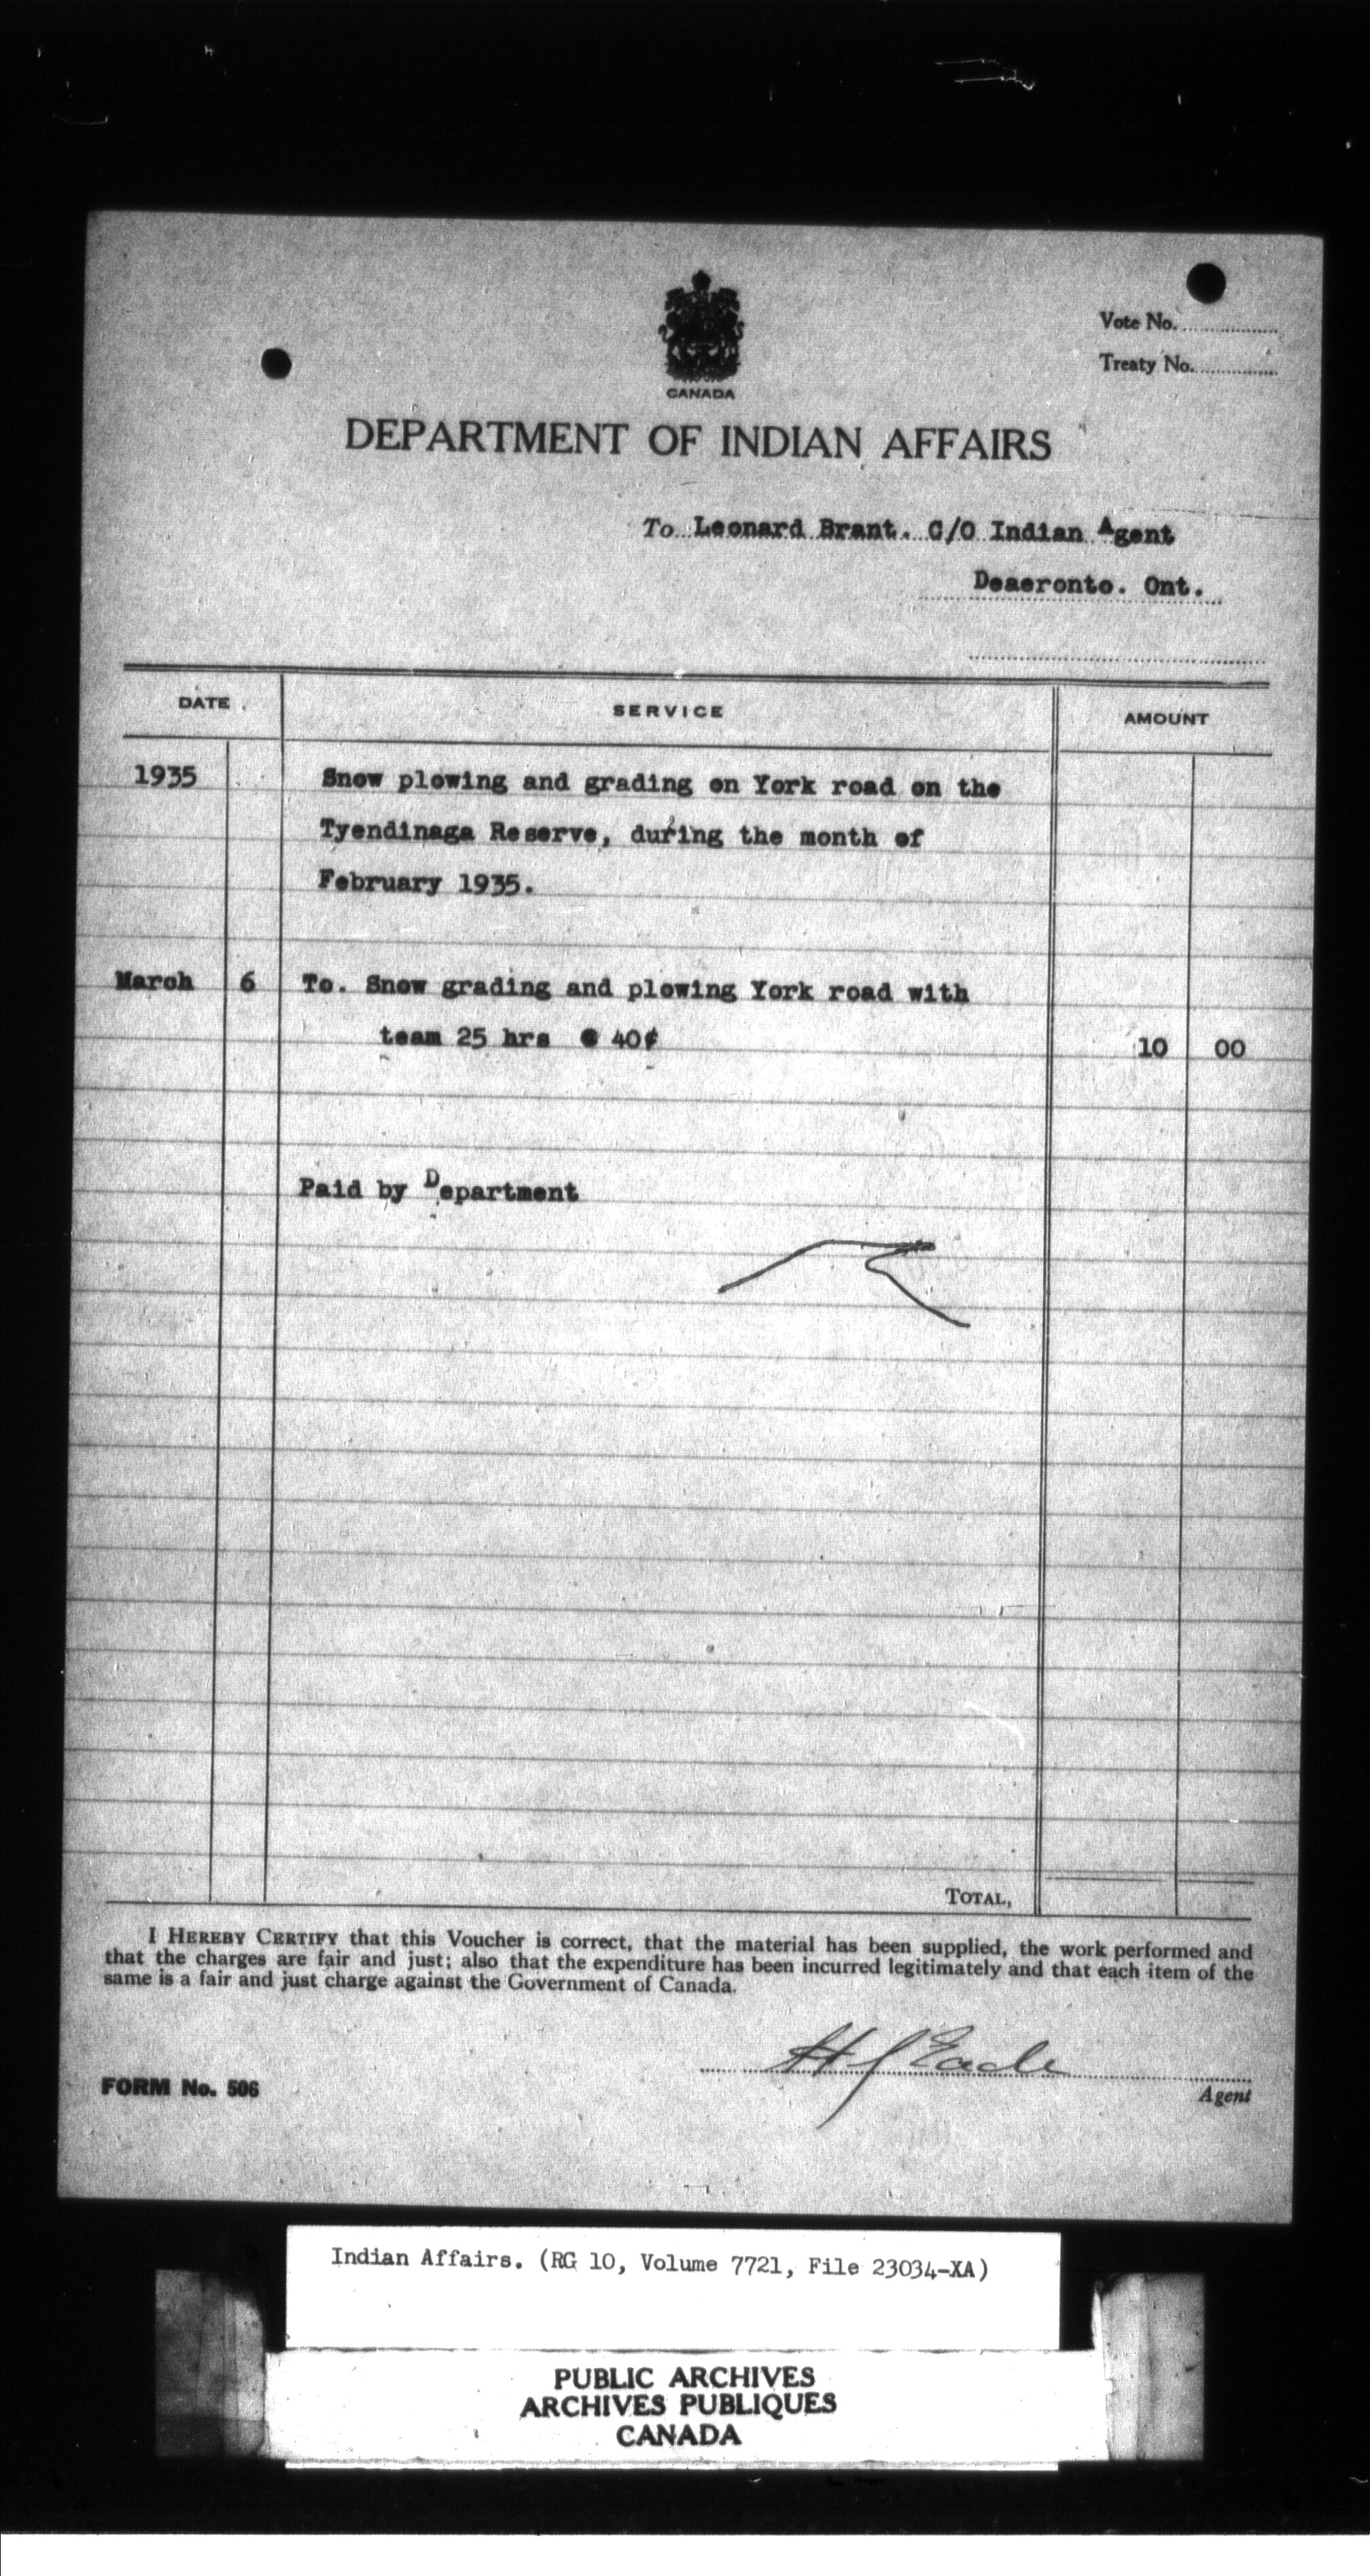 Vote No.
Treaty No.
CANADA
DEPARTMENT OF INDIAN AFFAIRS
To Leonard Brant. C/O Indian Agent
Deaeronto. Ont.
DATE
SERVICE
AMOUNT
1935 Snow plowing and grading on York road on the
Tyendinaga Reserve, during the month of
February 1935.
March 6 To. Snow grading and plowing York road with
team 25 hrs @ 40¢ 10 00
Paid by Department
TOTAL,
I HEREBY CERTIFY that this Voucher is correct, that the material has been supplied, the work performed and
that the charges are fair and just; also that the expenditure has been incurred legitimately and that each item of the
same is a fair and just charge against the Government of Canada.
H J Eade
FORM No. 506
Agent
Indian Affairs. (RG 10, Volume 7721, File 23034-XA)
PUBLIC ARCHIVES
ARCHIVES PUBLIQUES
CANADA